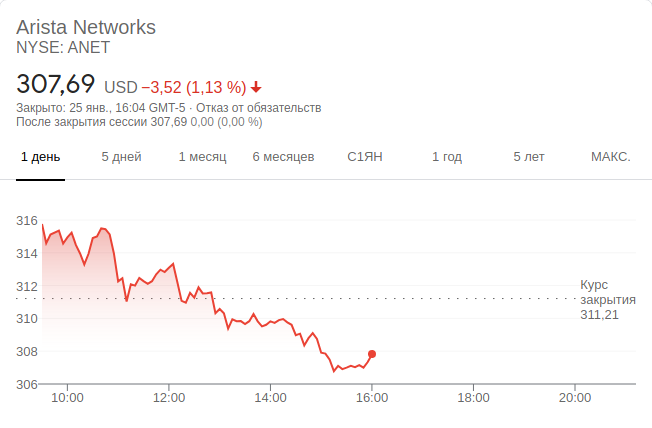 Arista Networks
NYSE: ANET
307,69 USD −3,52 (1,13 %)
Закрыто: 25 янв., 16:04 GMT-5 · Отказ от обязательств
После закрытия сессии 307,69 0,00 (0,00 %)
1 день 5 дней 1 месяц 6 месяцев С1ЯН 1 год 5 лет МАКС.
316
314
312
310
308
306
Курс
закрытия
311,21
10:00 12:00 14:00 16:00 18:00 20:00